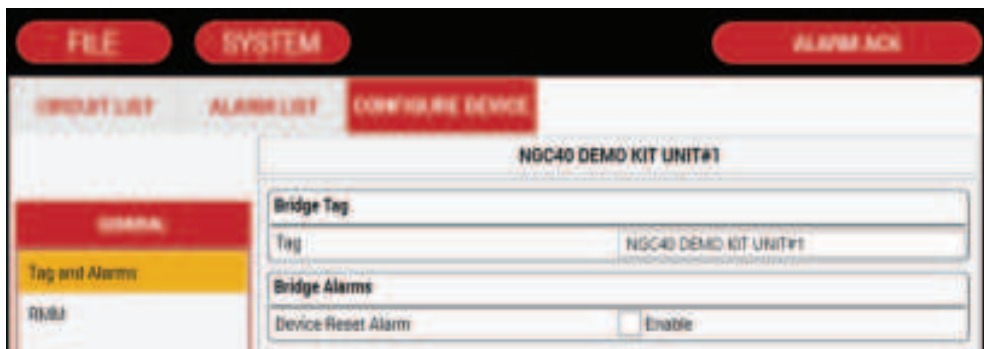 FILE SYSTEM ALARM ACK
CIRCUIT LIST ALARM LIST CONFIGURE DEVICE
NGC40 DEMO KIT UNIT#1
GENERAL
Bridge Tag
Tag NGC40 DEMO KIT UNIT#1
Tag and Alarms
Bridge Alarms
RMM
Device Reset Alarm Enable